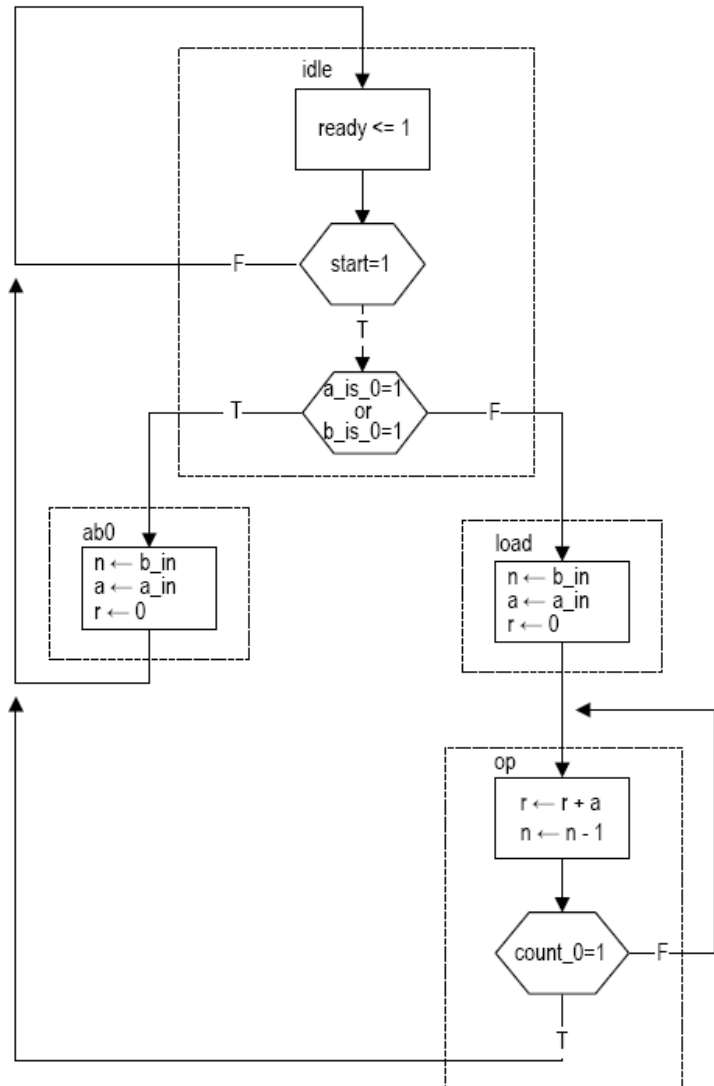 idle
ready <= 1
start=1
F
T
a_is_0=1
or
b_is_0=1
T
F
ab0
n ← b_in
a ← a_in
r ← 0
load
n ← b_in
a ← a_in
r ← 0
op
r ← r + a
n ← n - 1
count_0=1
F
T